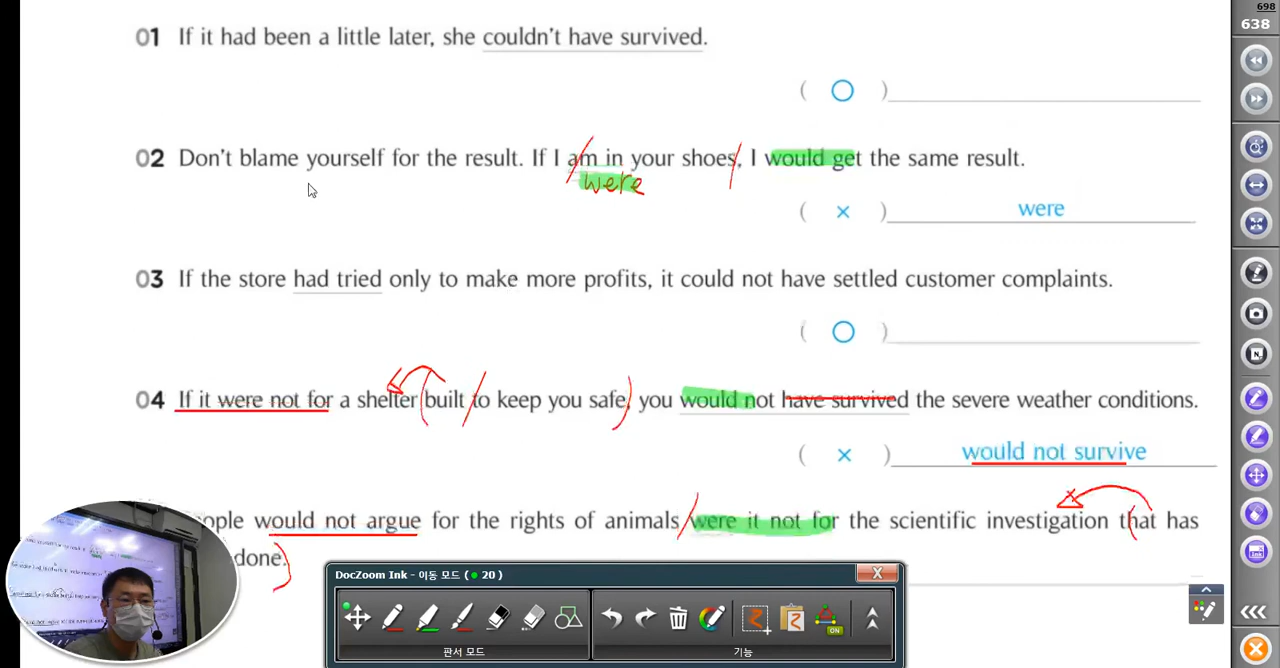 698
638
01 If it had been a little later, she couldn't have survived.
( ○ )
02 Don't blame yourself for the result. If I am in your shoes, I would get the same result.
were
( × ) were
03 If the store had tried only to make more profits, it could not have settled customer complaints.
( ○ )
04 If it were not for a shelter built to keep you safe, you would not have survived the severe weather conditions.
( × ) would not survive
ople would not argue for the rights of animals were it not for the scientific investigation that has
done.
DocZoom Ink - 이동 모드 ( ● 20 ) X
ON
판서 모드 기능